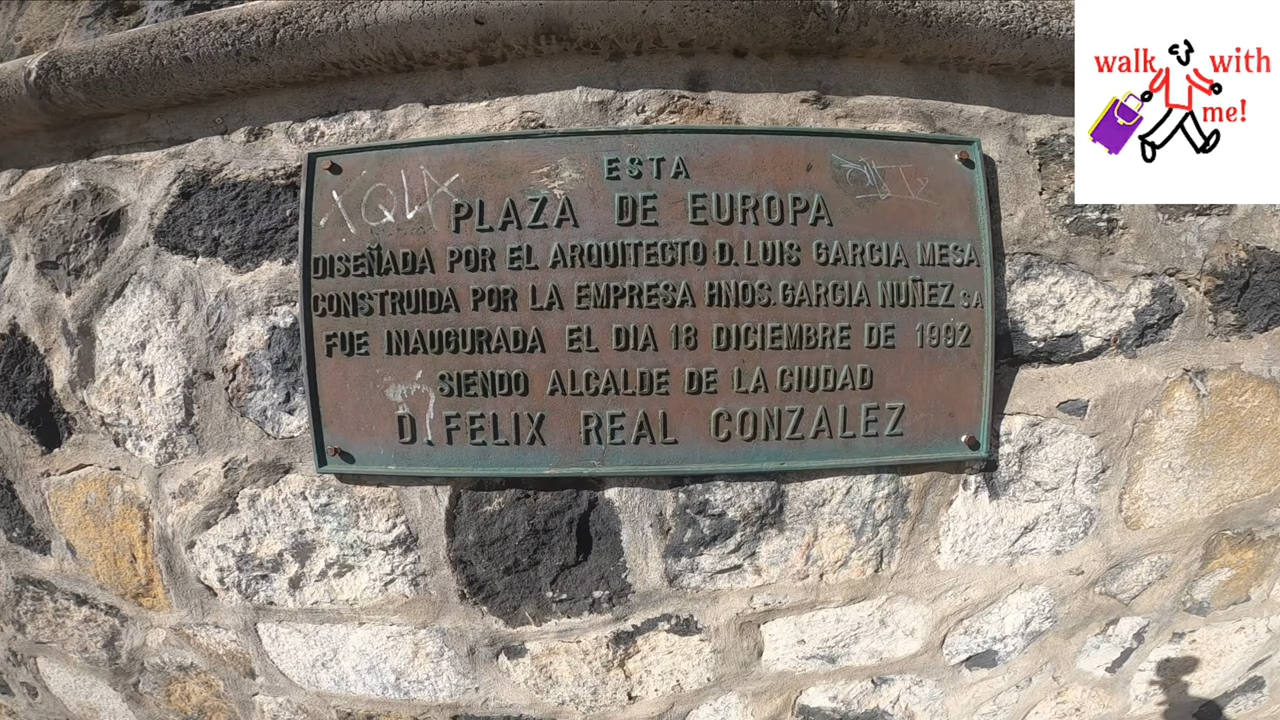 ESTA
PLAZA DE EUROPA
DISEÑADA POR EL ARQUITECTO D. LUIS GARCIA MESA
CONSTRUIDA POR LA EMPRESA HNOS. GARCIA NUÑEZ SA
FUE INAUGURADA EL DIA 18 DICIEMBRE DE 1992
SIENDO ALCALDE DE LA CIUDAD
D. FELIX REAL GONZALEZ
walk with
me!